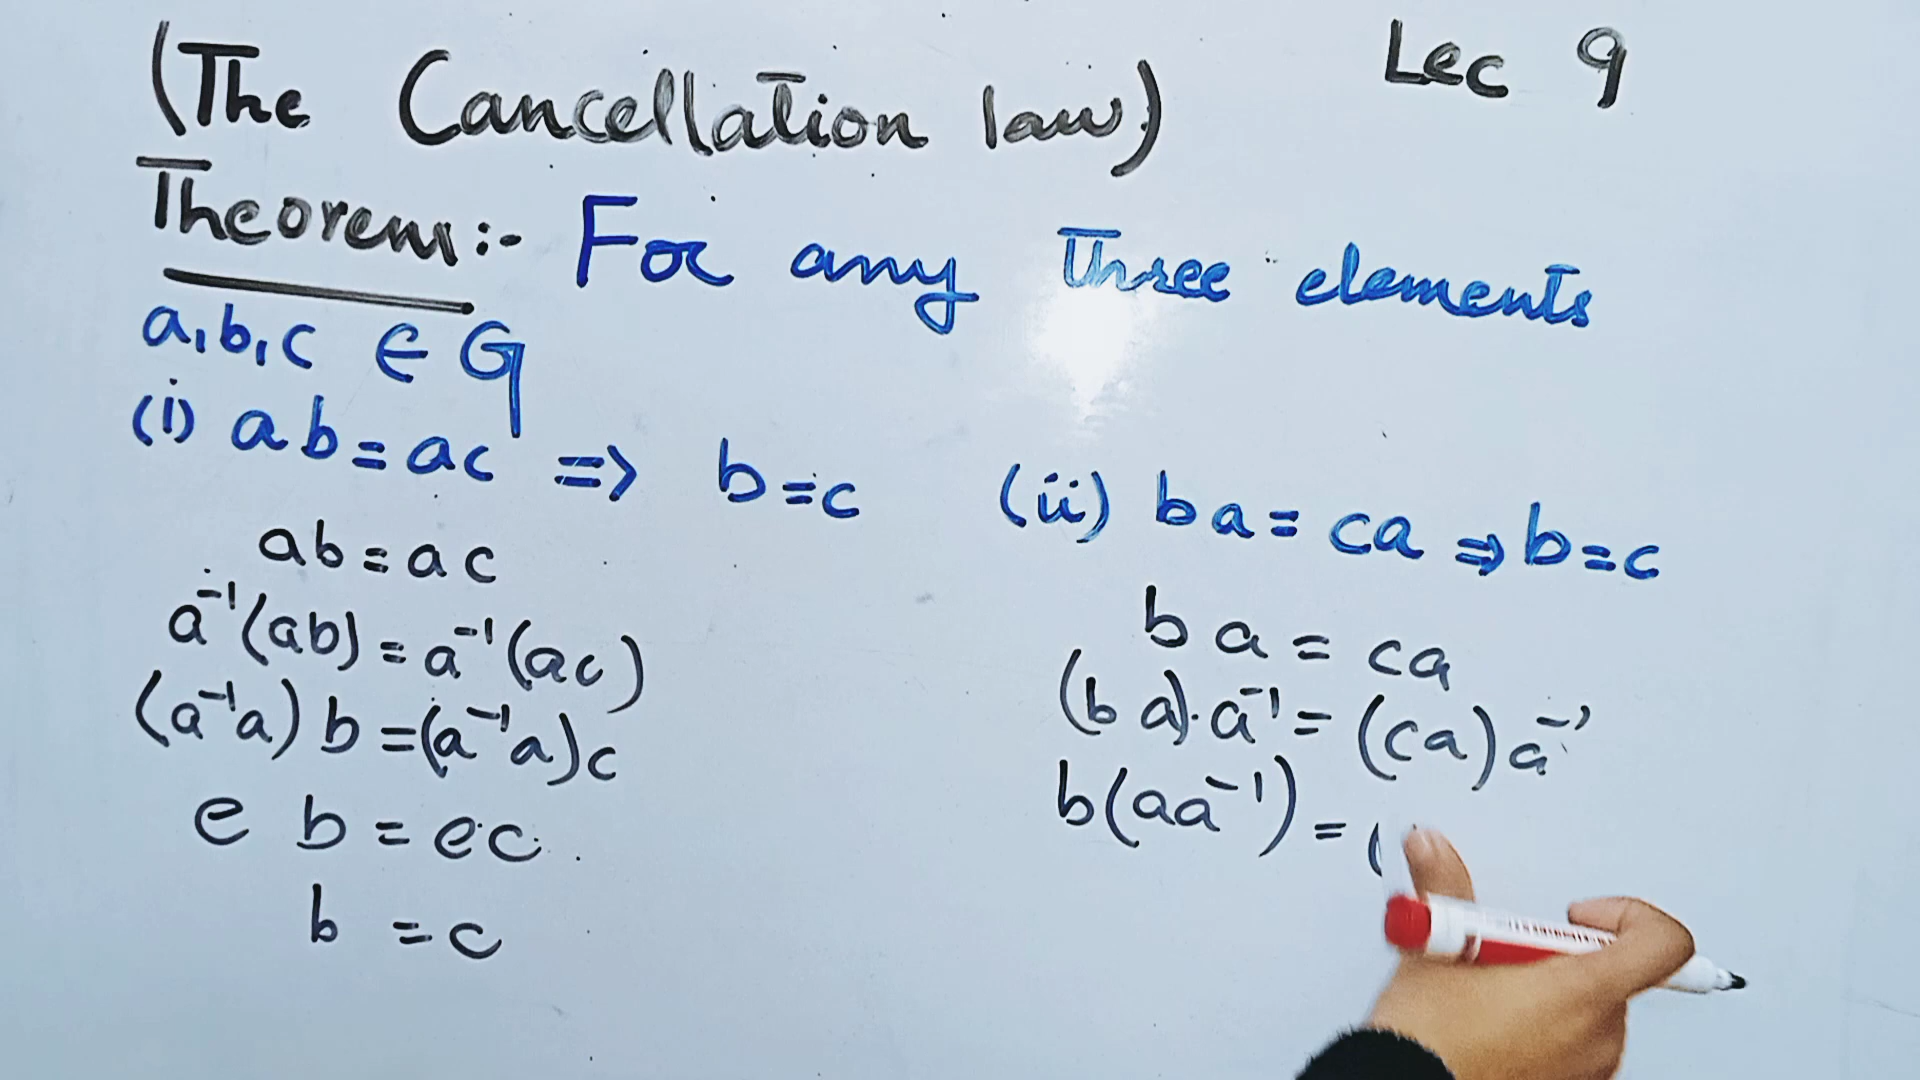 (The Cancellation law)
Lec 9
Theorem:- For any three elements
a,b,c ∈ G
(i) ab = ac => b=c
(ii) ba = ca ⇒ b=c
ab = ac
a⁻¹(ab) = a⁻¹(ac)
(a⁻¹a) b = (a⁻¹a)c
e b = ec
b = c
ba = ca
(ba).a⁻¹ = (ca)a⁻¹
b(aa⁻¹) = (